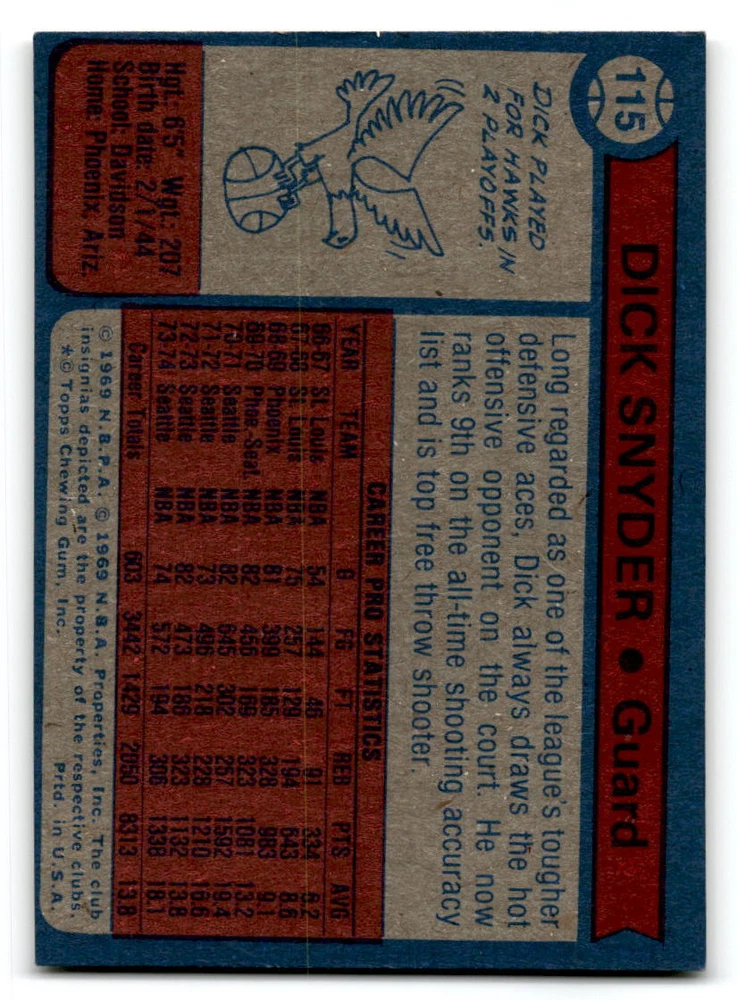 115
DICK SNYDER • Guard
DICK PLAYED
FOR HAWKS IN
2 PLAYOFFS.
Hgt.: 6'5" Wgt.: 207
Birth date: 2/1/44
School: Davidson
Home: Phoenix, Ariz.
Long regarded as one of the league's tougher
defensive aces, Dick always draws the hot
offensive opponent on the court. He now
ranks 9th on the all-time shooting accuracy
list and is top free throw shooter.
CAREER PRO STATISTICS
YEAR TEAM G FG FT REB PTS AVG
66-67 St. Louis NBA 54 144 46 91 334 6.2
67-68 St. Louis NBA 75 257 129 194 643 8.6
68-69 Phoenix NBA 81 399 185 328 983 9.1
69-70 Phoe.-Sea. NBA 82 456 169 323 1081 13.2
70-71 Seattle NBA 82 645 302 257 1592 19.4
71-72 Seattle NBA 73 496 218 228 1210 16.6
72-73 Seattle NBA 82 473 186 323 1132 13.8
73-74 Seattle NBA 74 572 194 306 1338 18.1
Career Totals 603 3442 1429 2050 8313 13.8
© 1969 N.B.P.A. © 1969 N.B.A. Properties, Inc. The club
insignias depicted are the property of the respective clubs.
*© Topps Chewing Gum, Inc. Prtd. in U.S.A.